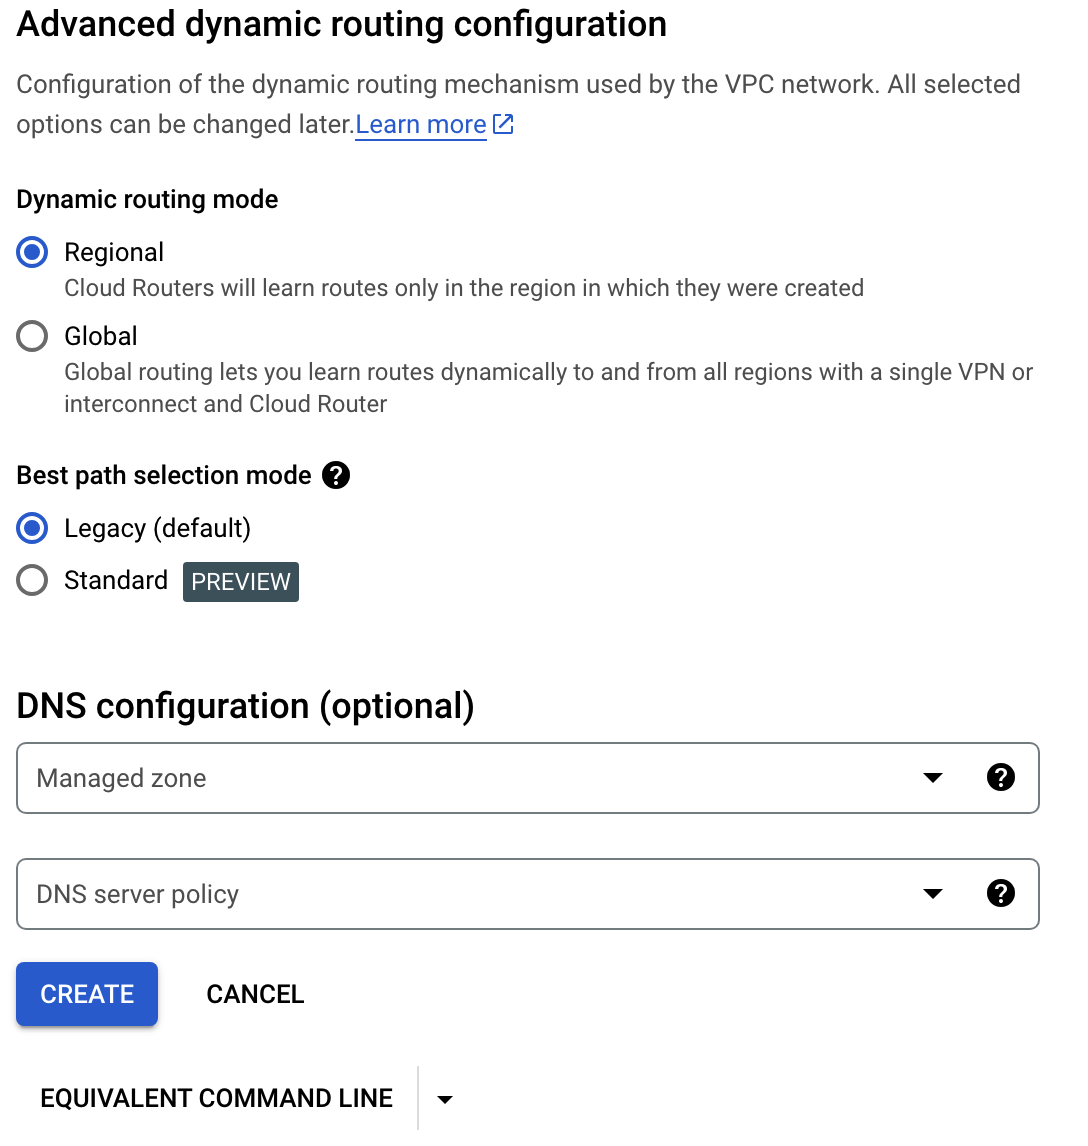 Advanced dynamic routing configuration
Configuration of the dynamic routing mechanism used by the VPC network. All selected
options can be changed later.Learn more
Dynamic routing mode
Regional
Cloud Routers will learn routes only in the region in which they were created
Global
Global routing lets you learn routes dynamically to and from all regions with a single VPN or
interconnect and Cloud Router
Best path selection mode ?
Legacy (default)
Standard PREVIEW
DNS configuration (optional)
Managed zone ?
DNS server policy ?
CREATE CANCEL
EQUIVALENT COMMAND LINE